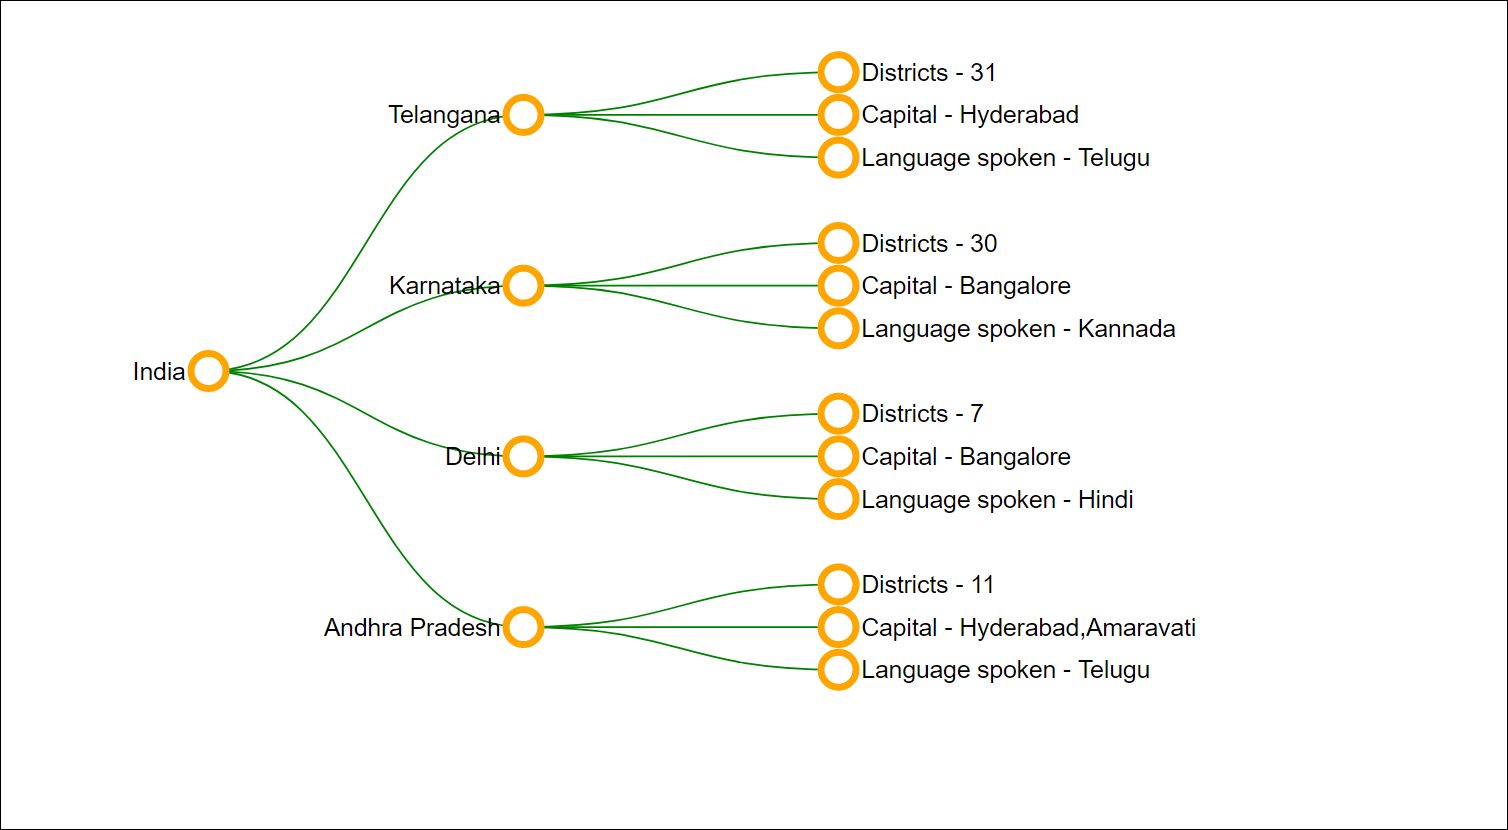 India
Telangana
Districts - 31
Capital - Hyderabad
Language spoken - Telugu
Karnataka
Districts - 30
Capital - Bangalore
Language spoken - Kannada
Delhi
Districts - 7
Capital - Bangalore
Language spoken - Hindi
Andhra Pradesh
Districts - 11
Capital - Hyderabad,Amaravati
Language spoken - Telugu